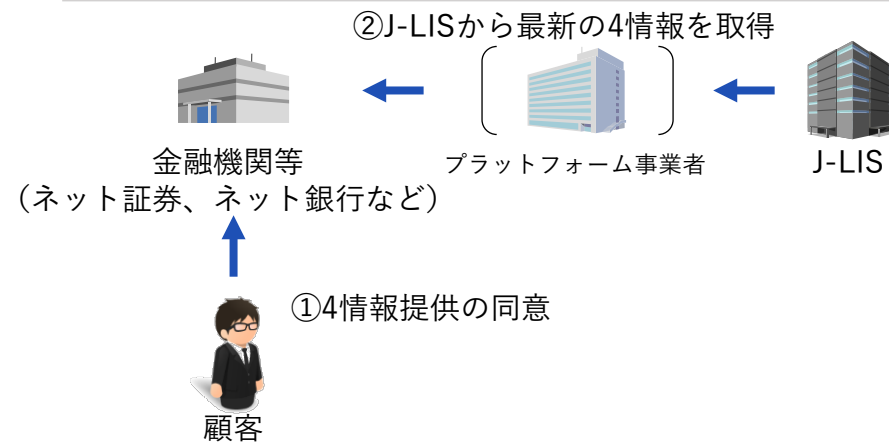 ②J-LISから最新の4情報を取得
金融機関等
（ネット証券、ネット銀行など）
プラットフォーム事業者
J-LIS
①4情報提供の同意
顧客